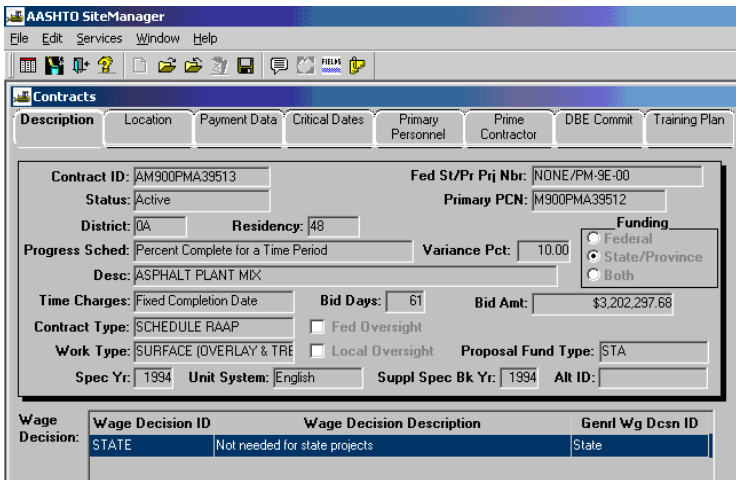 AASHTO SiteManager
File Edit Services Window Help
FIELDS
Contracts
Description Location Payment Data Critical Dates Primary Personnel Prime Contractor DBE Commit Training Plan
Contract ID: AM900PMA39513 Fed St/Pr Prj Nbr: NONE/PM-9E-00
Status: Active Primary PCN: M900PMA39512
District: 0A Residency: 48 Funding
Federal
Progress Sched: Percent Complete for a Time Period Variance Pct: 10.00 State/Province
Desc: ASPHALT PLANT MIX Both
Time Charges: Fixed Completion Date Bid Days: 61 Bid Amt: $3,202,297.68
Contract Type: SCHEDULE RAAP Fed Oversight
Work Type: SURFACE (OVERLAY & TRE Local Oversight Proposal Fund Type: STA
Spec Yr: 1994 Unit System: English Suppl Spec Bk Yr: 1994 Alt ID:
Wage Decision: Wage Decision ID Wage Decision Description Genrl Wg Dcsn ID
STATE Not needed for state projects State